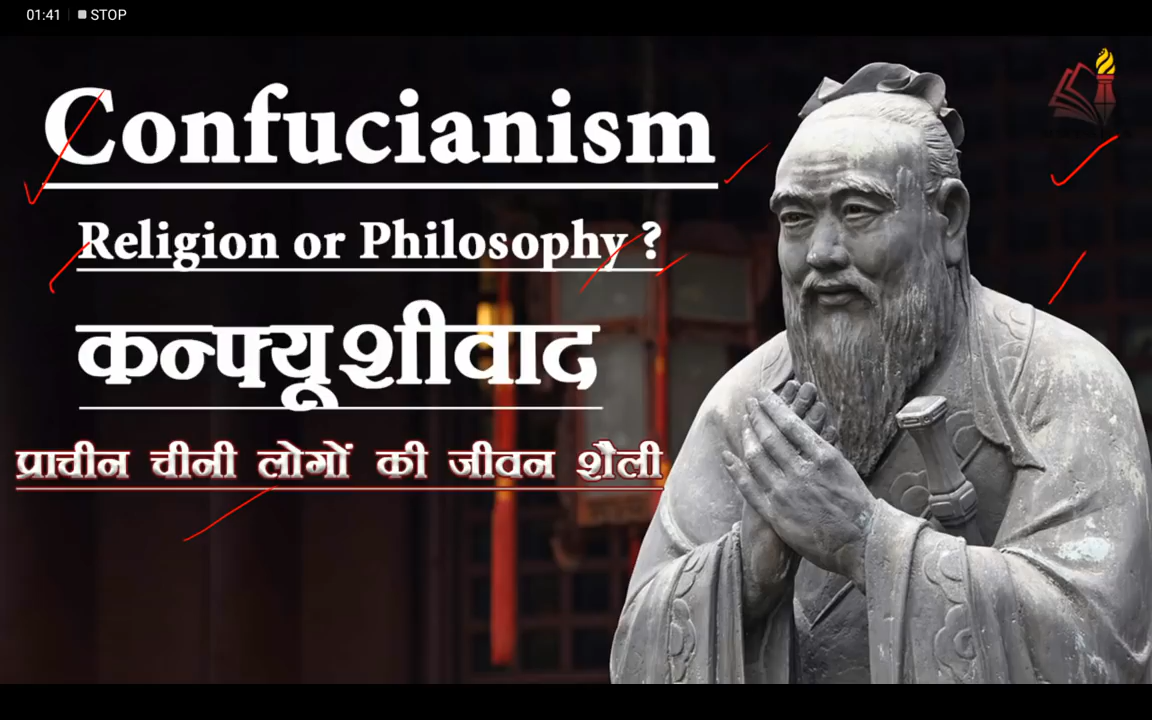 01:41 STOP
Confucianism
Religion or Philosophy ?
कन्फ्यूशीवाद
प्राचीन चीनी लोगों की जीवन शैली